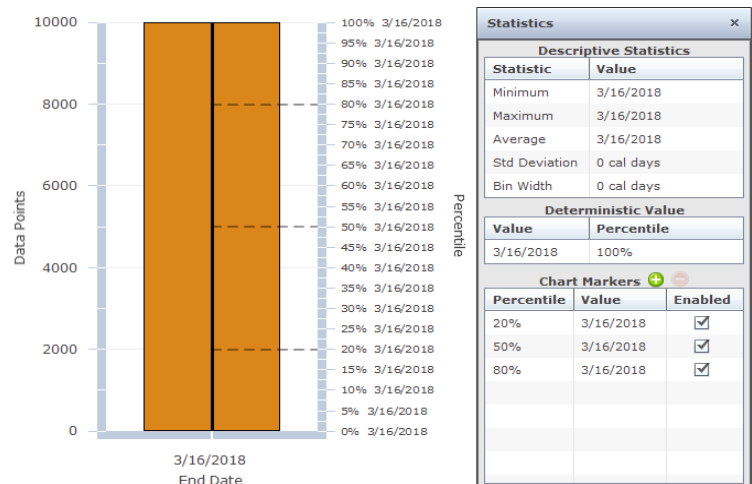 10000
8000
6000
4000
2000
0
Data Points
3/16/2018
End Date
100% 3/16/2018
95% 3/16/2018
90% 3/16/2018
85% 3/16/2018
80% 3/16/2018
75% 3/16/2018
70% 3/16/2018
65% 3/16/2018
60% 3/16/2018
55% 3/16/2018
50% 3/16/2018
45% 3/16/2018
40% 3/16/2018
35% 3/16/2018
30% 3/16/2018
25% 3/16/2018
20% 3/16/2018
15% 3/16/2018
10% 3/16/2018
5% 3/16/2018
0% 3/16/2018
Percentile
Statistics
Descriptive Statistics
Statistic Value
Minimum 3/16/2018
Maximum 3/16/2018
Average 3/16/2018
Std Deviation 0 cal days
Bin Width 0 cal days
Deterministic Value
Value Percentile
3/16/2018 100%
Chart Markers
Percentile Value Enabled
20% 3/16/2018
50% 3/16/2018
80% 3/16/2018